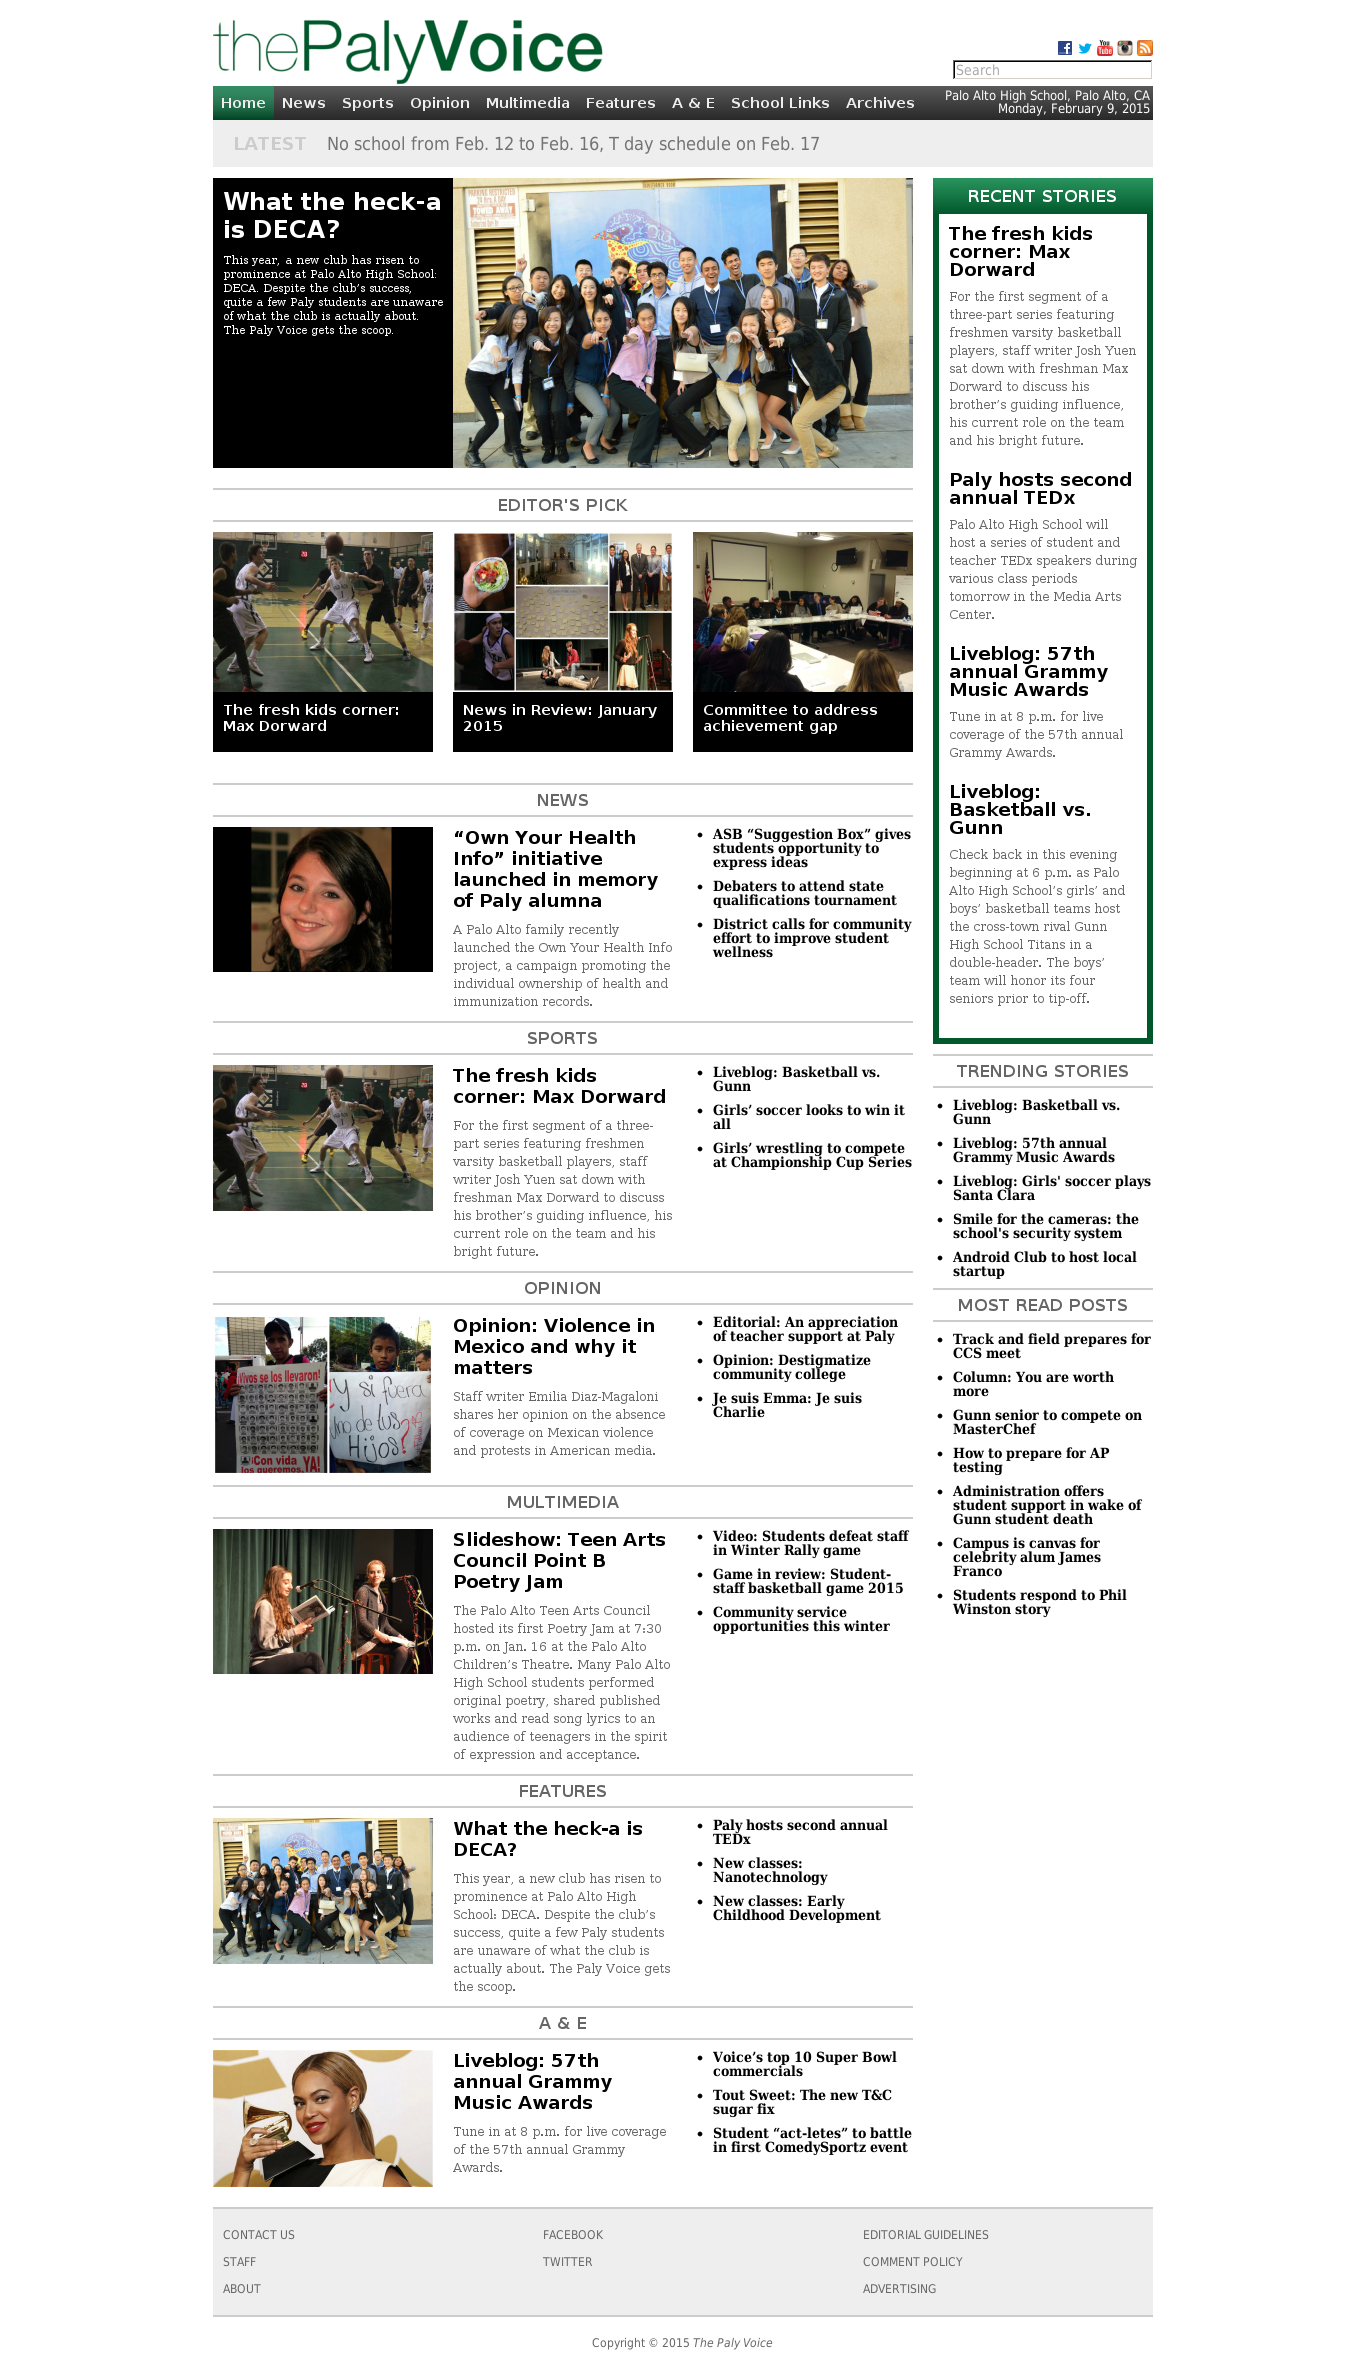 thePalyVoice
Search
Home News Sports Opinion Multimedia Features A & E School Links Archives
Palo Alto High School, Palo Alto, CA
Monday, February 9, 2015
LATEST No school from Feb. 12 to Feb. 16, T day schedule on Feb. 17
What the heck-a
is DECA?
This year, a new club has risen to
prominence at Palo Alto High School:
DECA. Despite the club’s success,
quite a few Paly students are unaware
of what the club is actually about.
The Paly Voice gets the scoop.
EDITOR'S PICK
The fresh kids corner:
Max Dorward
News in Review: January
2015
Committee to address
achievement gap
NEWS
“Own Your Health
Info” initiative
launched in memory
of Paly alumna
A Palo Alto family recently
launched the Own Your Health Info
project, a campaign promoting the
individual ownership of health and
immunization records.
• ASB “Suggestion Box” gives
students opportunity to
express ideas
• Debaters to attend state
qualifications tournament
• District calls for community
effort to improve student
wellness
SPORTS
The fresh kids
corner: Max Dorward
For the first segment of a three-
part series featuring freshmen
varsity basketball players, staff
writer Josh Yuen sat down with
freshman Max Dorward to discuss
his brother’s guiding influence, his
current role on the team and his
bright future.
• Liveblog: Basketball vs.
Gunn
• Girls’ soccer looks to win it
all
• Girls’ wrestling to compete
at Championship Cup Series
OPINION
¡Vivos se los llevaron!
¡Con vida
los queremos, YA!
Y si fuera
uno de tus
Hijos?
Opinion: Violence in
Mexico and why it
matters
Staff writer Emilia Diaz-Magaloni
shares her opinion on the absence
of coverage on Mexican violence
and protests in American media.
• Editorial: An appreciation
of teacher support at Paly
• Opinion: Destigmatize
community college
• Je suis Emma: Je suis
Charlie
MULTIMEDIA
Slideshow: Teen Arts
Council Point B
Poetry Jam
The Palo Alto Teen Arts Council
hosted its first Poetry Jam at 7:30
p.m. on Jan. 16 at the Palo Alto
Children’s Theatre. Many Palo Alto
High School students performed
original poetry, shared published
works and read song lyrics to an
audience of teenagers in the spirit
of expression and acceptance.
• Video: Students defeat staff
in Winter Rally game
• Game in review: Student-
staff basketball game 2015
• Community service
opportunities this winter
FEATURES
What the heck-a is
DECA?
This year, a new club has risen to
prominence at Palo Alto High
School: DECA. Despite the club’s
success, quite a few Paly students
are unaware of what the club is
actually about. The Paly Voice gets
the scoop.
• Paly hosts second annual
TEDx
• New classes:
Nanotechnology
• New classes: Early
Childhood Development
A & E
Liveblog: 57th
annual Grammy
Music Awards
Tune in at 8 p.m. for live coverage
of the 57th annual Grammy
Awards.
• Voice’s top 10 Super Bowl
commercials
• Tout Sweet: The new T&C
sugar fix
• Student “act-letes” to battle
in first ComedySportz event
RECENT STORIES
The fresh kids
corner: Max
Dorward
For the first segment of a
three-part series featuring
freshmen varsity basketball
players, staff writer Josh Yuen
sat down with freshman Max
Dorward to discuss his
brother’s guiding influence,
his current role on the team
and his bright future.
Paly hosts second
annual TEDx
Palo Alto High School will
host a series of student and
teacher TEDx speakers during
various class periods
tomorrow in the Media Arts
Center.
Liveblog: 57th
annual Grammy
Music Awards
Tune in at 8 p.m. for live
coverage of the 57th annual
Grammy Awards.
Liveblog:
Basketball vs.
Gunn
Check back in this evening
beginning at 6 p.m. as Palo
Alto High School’s girls’ and
boys’ basketball teams host
the cross-town rival Gunn
High School Titans in a
double-header. The boys’
team will honor its four
seniors prior to tip-off.
TRENDING STORIES
• Liveblog: Basketball vs.
Gunn
• Liveblog: 57th annual
Grammy Music Awards
• Liveblog: Girls' soccer plays
Santa Clara
• Smile for the cameras: the
school's security system
• Android Club to host local
startup
MOST READ POSTS
• Track and field prepares for
CCS meet
• Column: You are worth
more
• Gunn senior to compete on
MasterChef
• How to prepare for AP
testing
• Administration offers
student support in wake of
Gunn student death
• Campus is canvas for
celebrity alum James
Franco
• Students respond to Phil
Winston story
CONTACT US FACEBOOK EDITORIAL GUIDELINES
STAFF TWITTER COMMENT POLICY
ABOUT ADVERTISING
Copyright © 2015 The Paly Voice